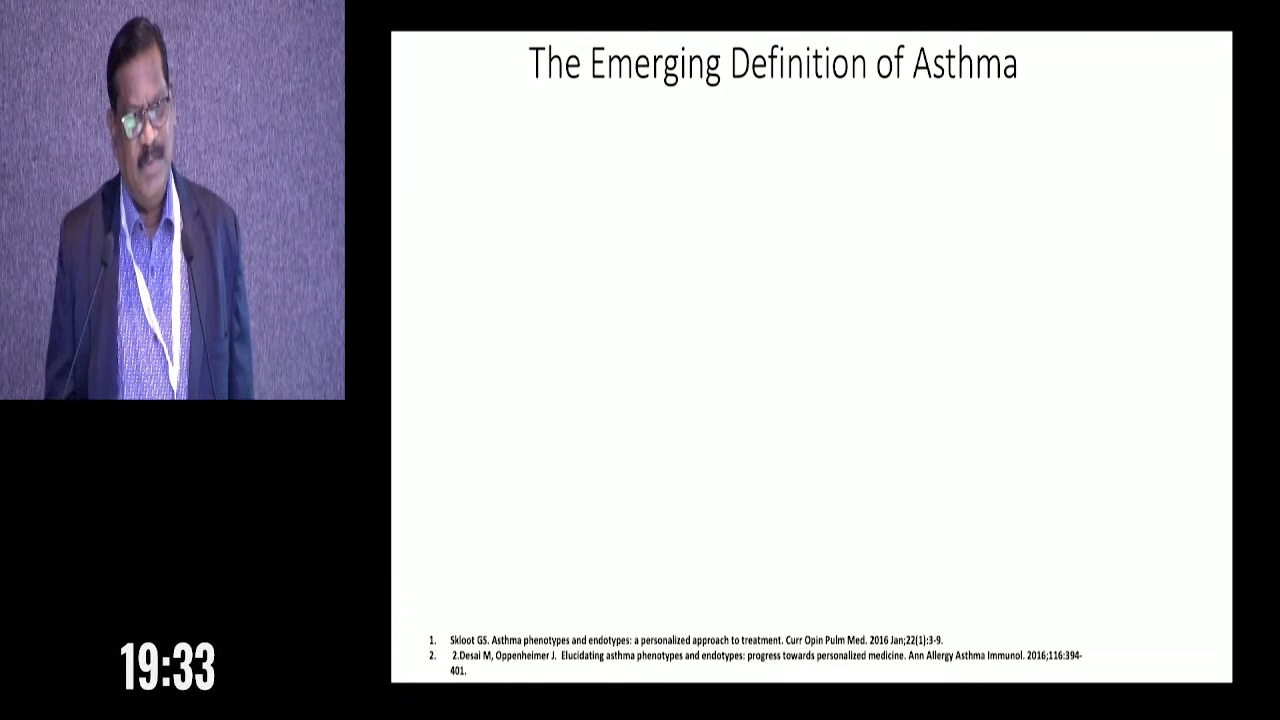 The Emerging Definition of Asthma
1. Skloot GS. Asthma phenotypes and endotypes: a personalized approach to treatment. Curr Opin Pulm Med. 2016 Jan;22(1):3-9.
2. 2.Desai M, Oppenheimer J. Elucidating asthma phenotypes and endotypes: progress towards personalized medicine. Ann Allergy Asthma Immunol. 2016;116:394-
401.
19:33